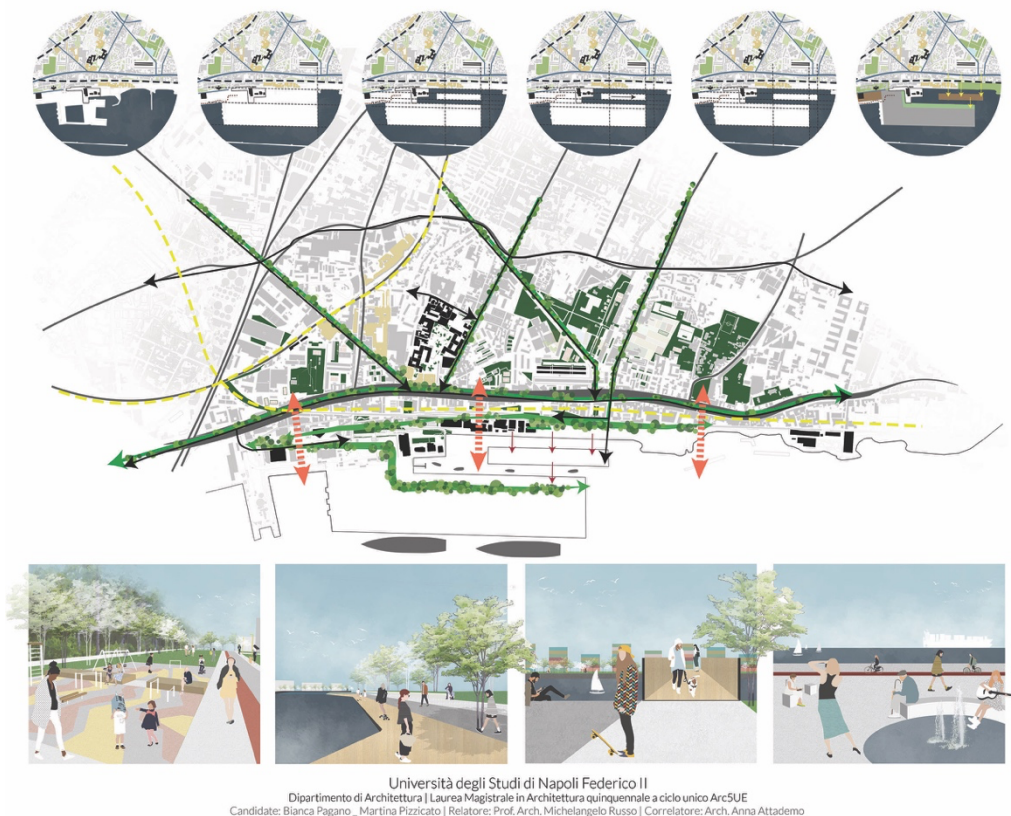 Università degli Studi di Napoli Federico II
Dipartimento di Architettura | Laurea Magistrale in Architettura quinquennale a ciclo unico Arc5UE
Candidate: Bianca Pagano _ Martina Pizzicato | Relatore: Prof. Arch. Michelangelo Russo | Correlatore: Arch. Anna Attademo